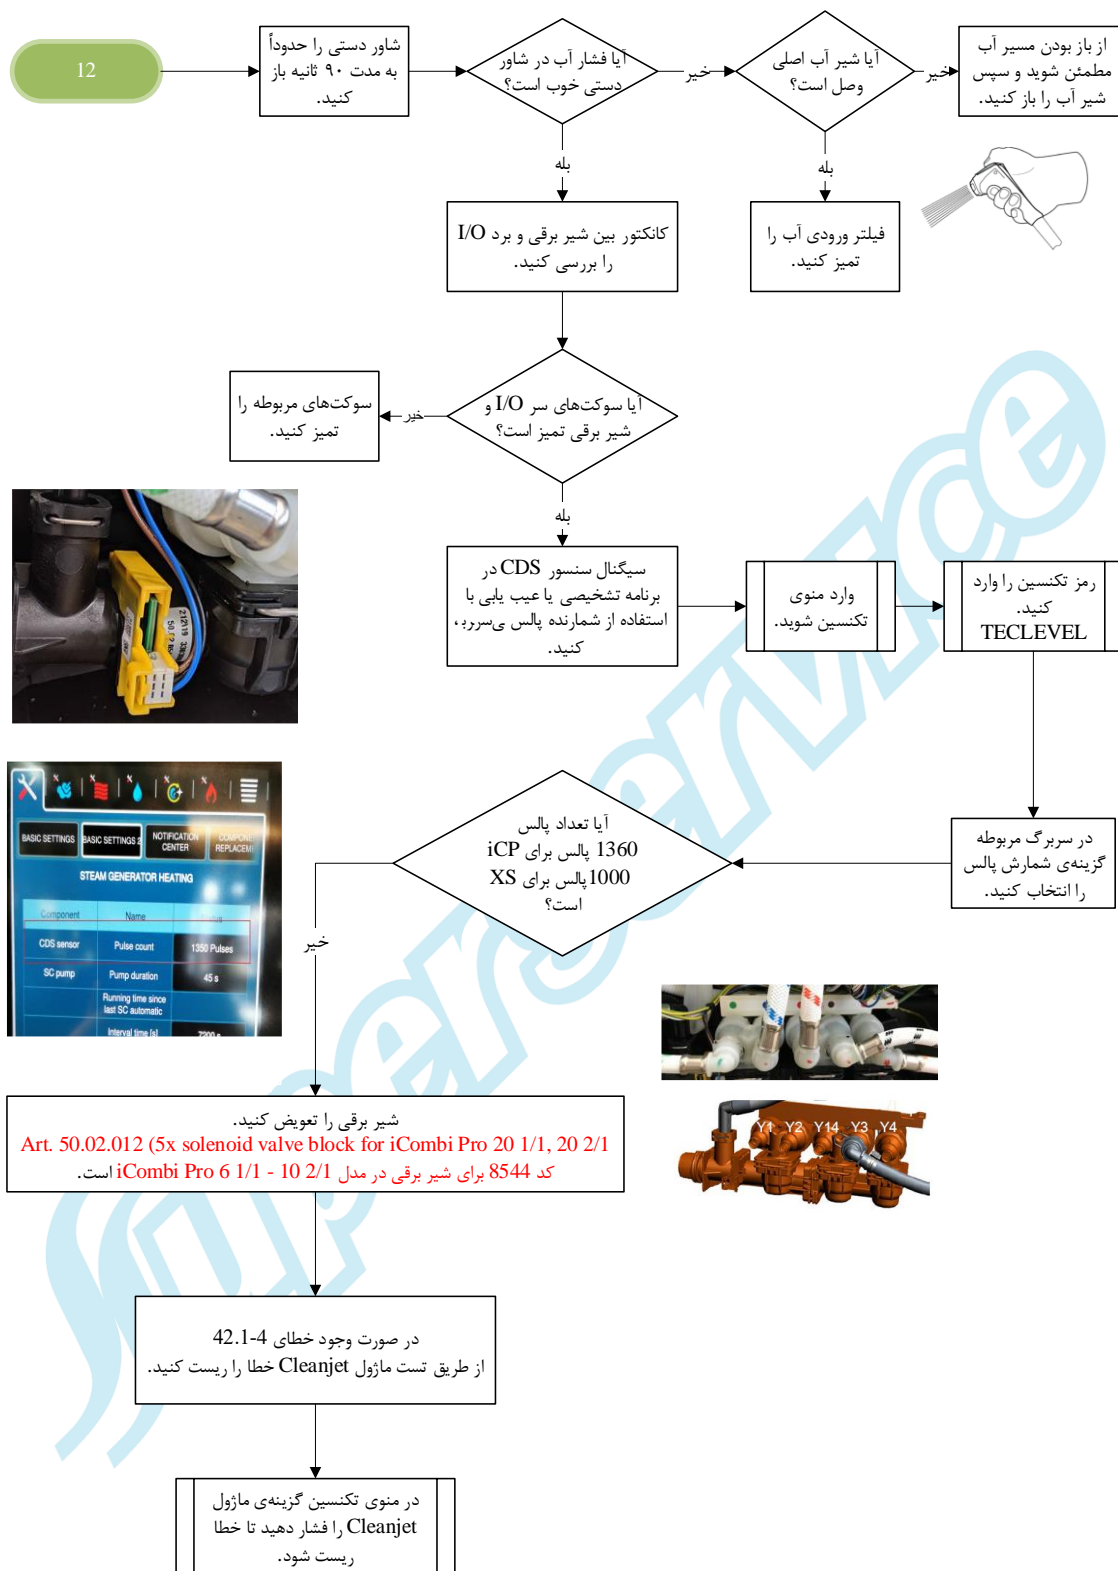 12
شاور دستی را حدوداً
به مدت ۹۰ ثانیه باز
کنید.
آیا فشار آب در شاور
دستی خوب است؟
خیر
آیا شیر آب اصلی
وصل است؟
خیر
از باز بودن مسیر آب
مطمئن شوید و سپس
شیر آب را باز کنید.
بله
بله
کانکتور بین شیر برقی و برد I/O
را بررسی کنید.
فیلتر ورودی آب را
تمیز کنید.
آیا سوکت‌های سر I/O و
شیر برقی تمیز است؟
خیر
سوکت‌های مربوطه را
تمیز کنید.
بله
سیگنال سنسور CDS در
برنامه تشخیصی یا عیب یابی با
استفاده از شمارنده پالس
کنید.
وارد منوی
تکنسین شوید.
رمز تکنسین را وارد
کنید.
TECLEVEL
در سربرگ مربوطه
گزینه‌ی شمارش پالس
را انتخاب کنید.
آیا تعداد پالس
1360 پالس برای iCP
1000پالس برای XS
است؟
خیر
BASIC SETTINGS
BASIC SETTINGS 2
NOTIFICATION
CENTER
REPLACEM
STEAM GENERATOR HEATING
Component Name Status
CDS sensor Pulse count 1350 Pulses
SC pump Pump duration 45 s
Running time since
last SC automatic
Interval time [s] 7200 s
Y1 Y2 Y14 Y3 Y4
شیر برقی را تعویض کنید.
Art. 50.02.012 (5x solenoid valve block for iCombi Pro 20 1/1, 20 2/1
کد 8544 برای شیر برقی در مدل iCombi Pro 6 1/1 - 10 2/1 است.
در صورت وجود خطای 42.1-4
از طریق تست ماژول Cleanjet خطا را ریست کنید.
در منوی تکنسین گزینه‌ی ماژول
Cleanjet را فشار دهید تا خطا
ریست شود.
superservice